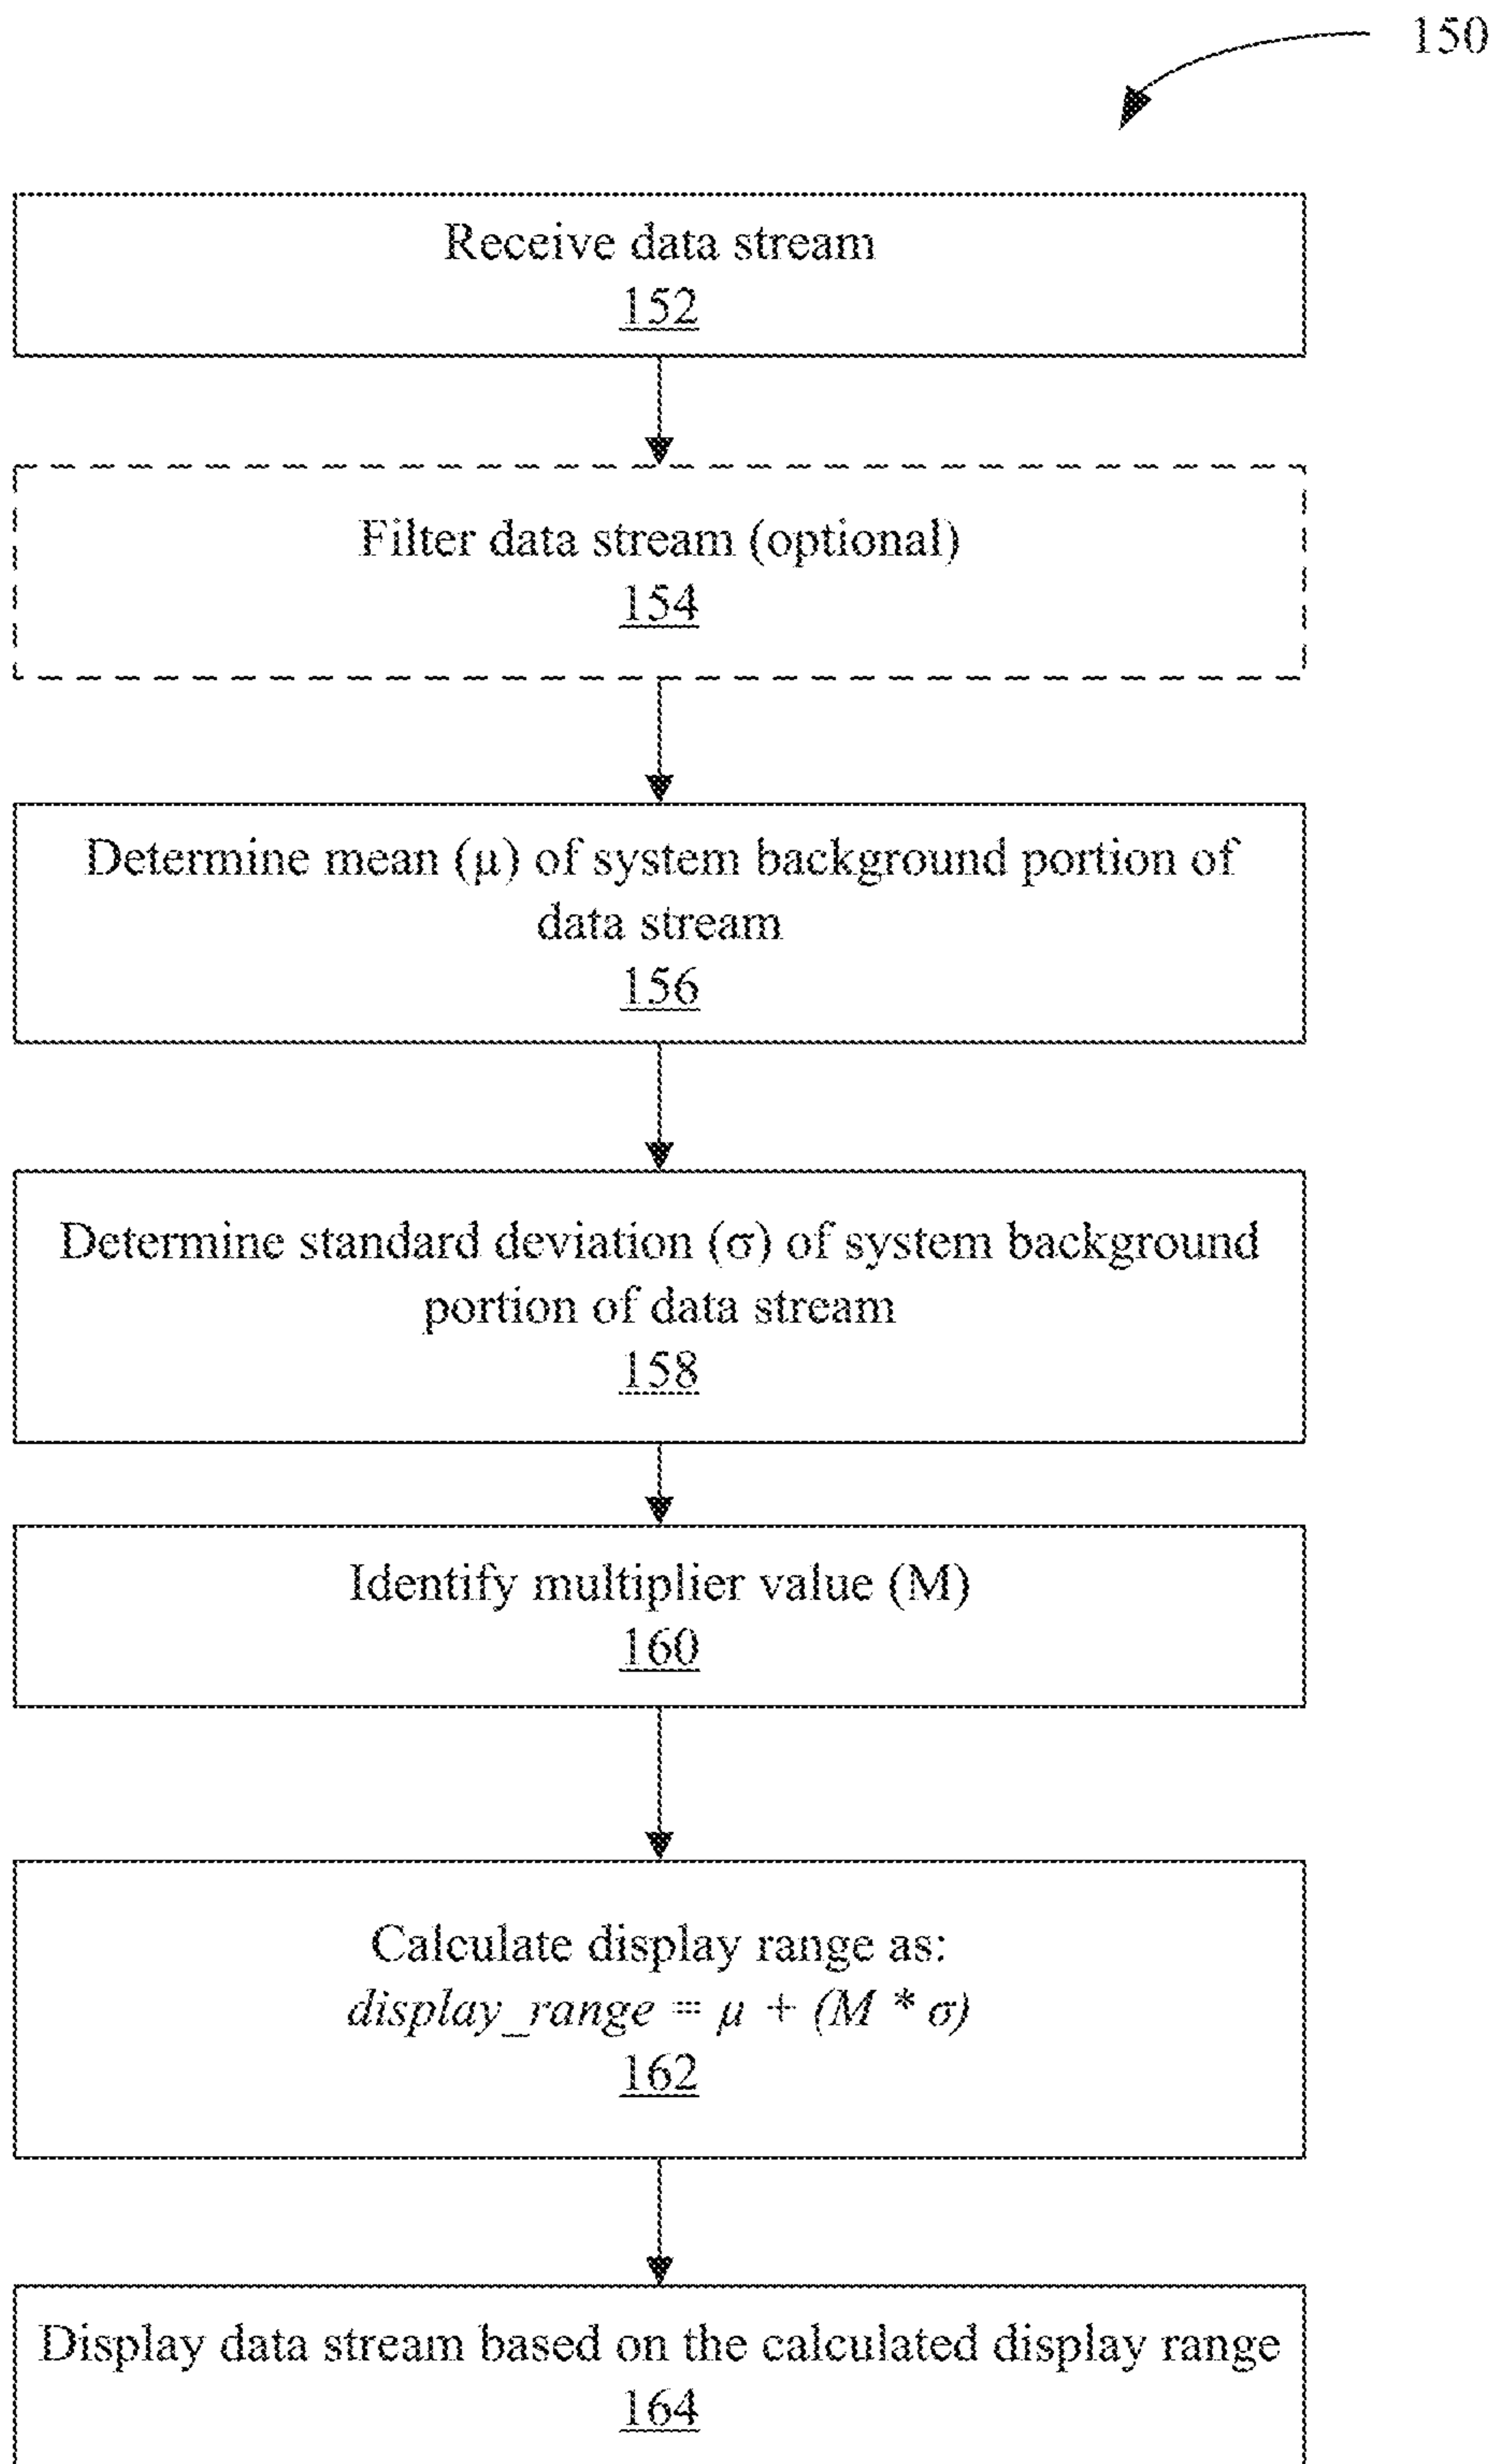 150
Receive data stream
152
Filter data stream (optional)
154
Determine mean (μ) of system background portion of
data stream
156
Determine standard deviation (σ) of system background
portion of data stream
158
Identify multiplier value (M)
160
Calculate display range as:
display_range = μ + (M * σ)
162
Display data stream based on the calculated display range
164